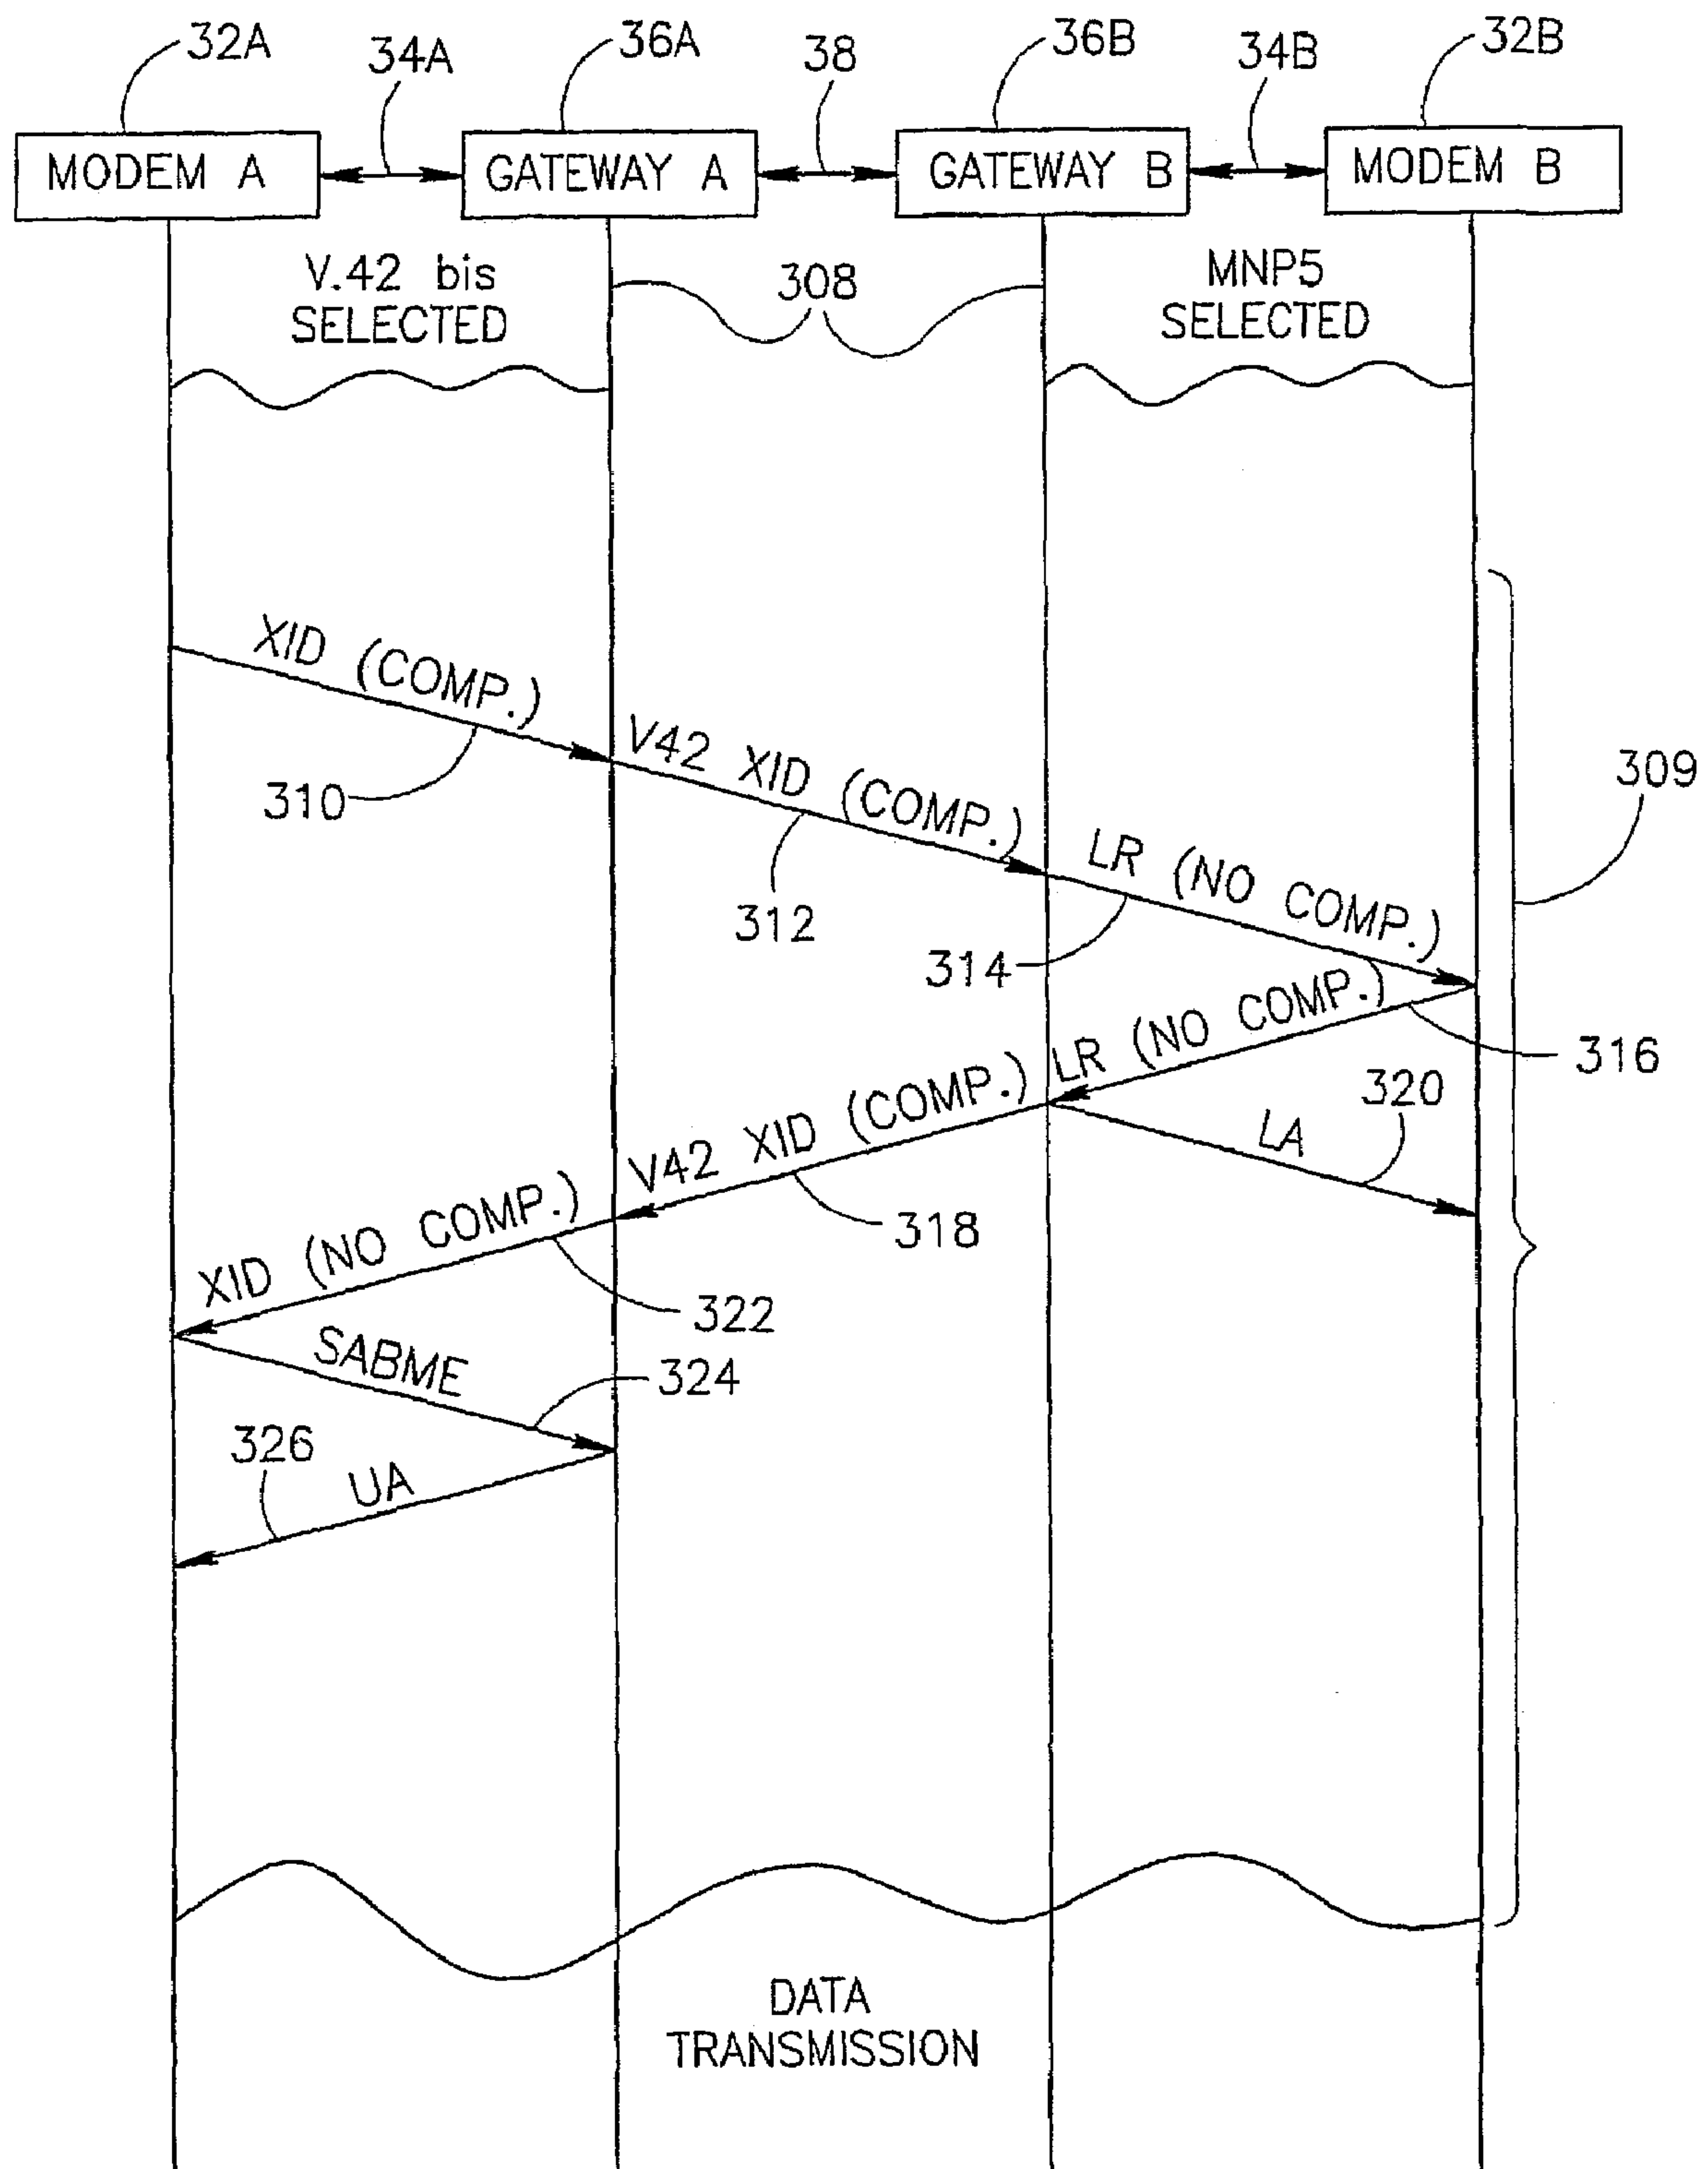 32A
34A
36A
38
36B
34B
32B
MODEM A
GATEWAY A
GATEWAY B
MODEM B
V.42 bis
SELECTED
308
MNP5
SELECTED
XID (COMP.)
310
V42 XID (COMP.)
312
309
LR (NO COMP.)
314
LR (NO COMP.)
316
320
LA
V42 XID (COMP.)
318
XID (NO COMP.)
322
SABME
324
326
UA
DATA
TRANSMISSION